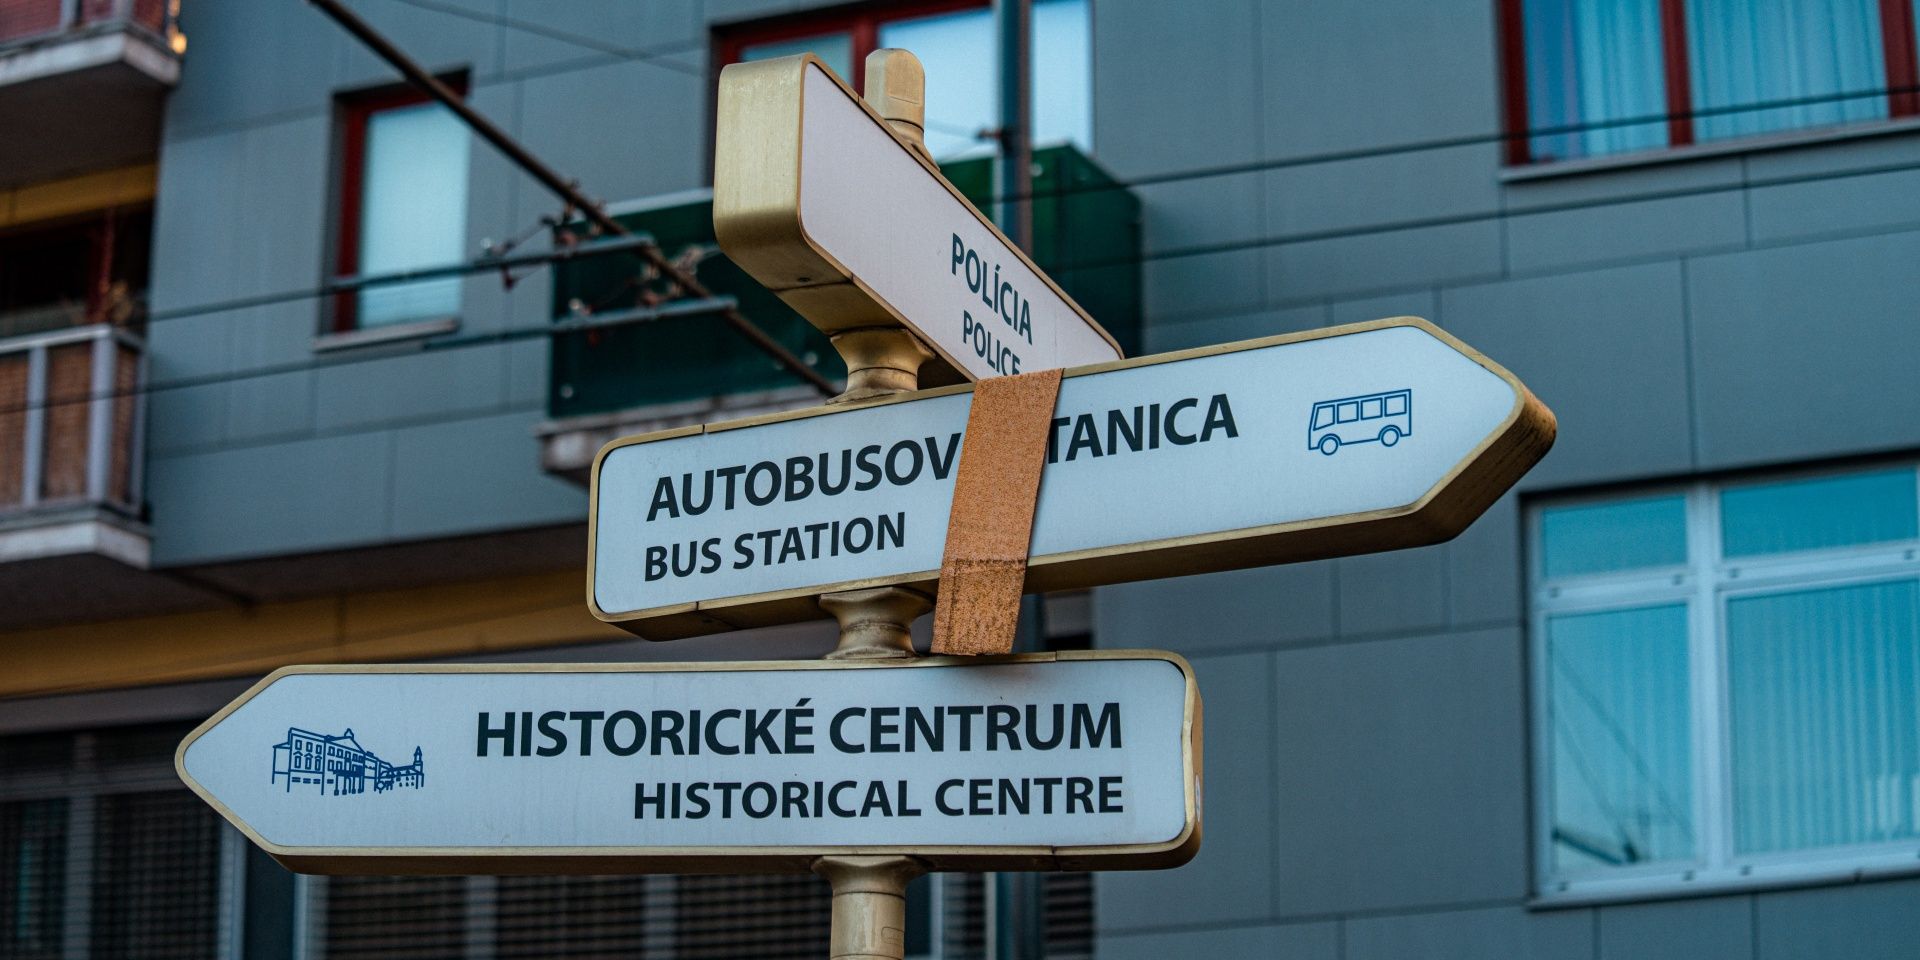 POLÍCIA
POLICE
AUTOBUSOV TANICA
BUS STATION
HISTORICKÉ CENTRUM
HISTORICAL CENTRE